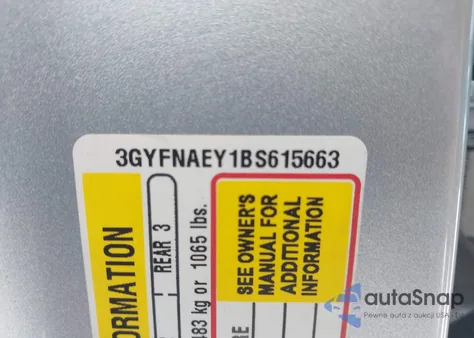 3GYFNAEY1BS615663
ORMATION
REAR 3
483 kg or 1065 lbs.
SEE OWNER'S
MANUAL FOR
ADDITIONAL
INFORMATION
autaSnap